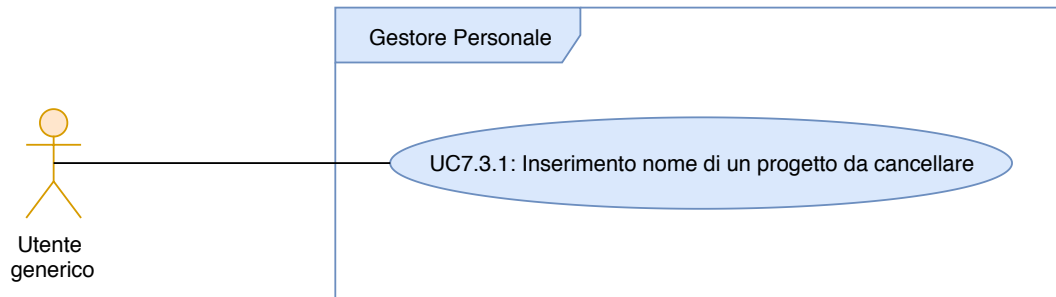 Gestore Personale
UC7.3.1: Inserimento nome di un progetto da cancellare
Utente
generico